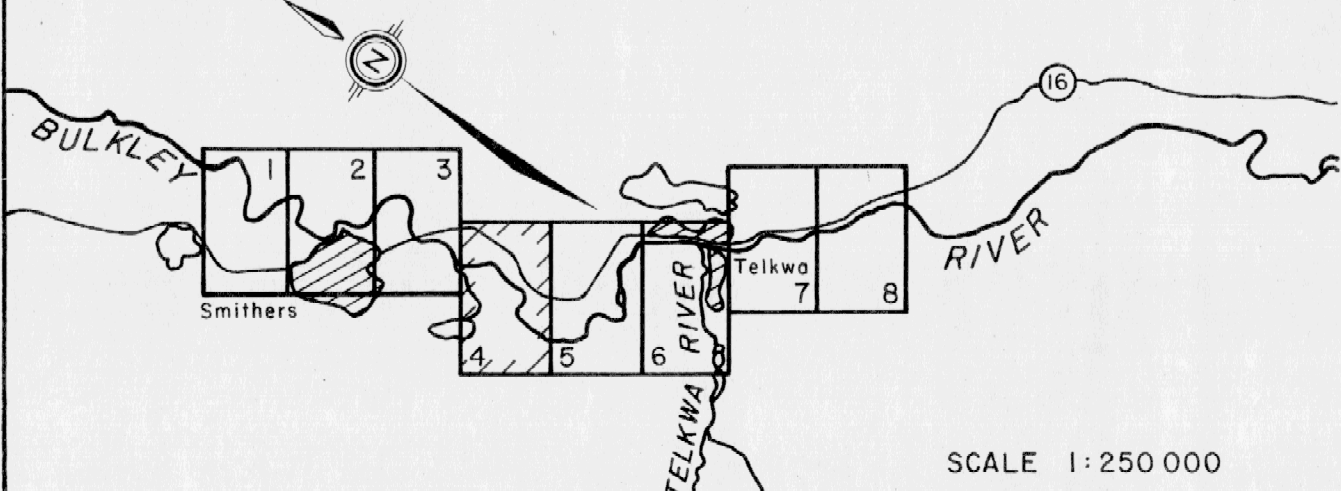 N
16
BULKLEY
1
2
3
RIVER
RIVER
Telkwa
7
8
Smithers
4
5
6
TELKWA
SCALE 1:250 000